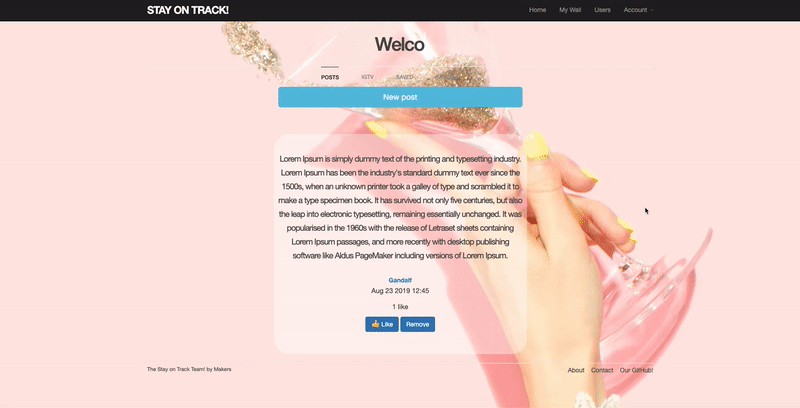 STAY ON TRACK!
Home My Wall Users Account
Welco
POSTS IGTV SAVED
New post
Lorem Ipsum is simply dummy text of the printing and typesetting industry.
Lorem Ipsum has been the industry's standard dummy text ever since the
1500s, when an unknown printer took a galley of type and scrambled it to
make a type specimen book. It has survived not only five centuries, but also
the leap into electronic typesetting, remaining essentially unchanged. It was
popularised in the 1960s with the release of Letraset sheets containing
Lorem Ipsum passages, and more recently with desktop publishing
software like Aldus PageMaker including versions of Lorem Ipsum.
Gandalf
Aug 23 2019 12:45
1 like
👍 Like Remove
The Stay on Track Team! by Makers
About Contact Our GitHub!